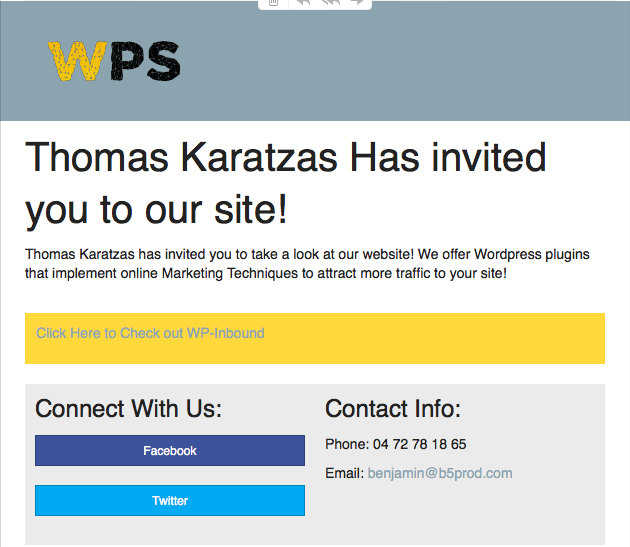 WPS
Thomas Karatzas Has invited
you to our site!
Thomas Karatzas has invited you to take a look at our website! We offer Wordpress plugins
that implement online Marketing Techniques to attract more traffic to your site!
Click Here to Check out WP-Inbound
Connect With Us:
Facebook
Twitter
Contact Info:
Phone: 04 72 78 18 65
Email: benjamin@b5prod.com